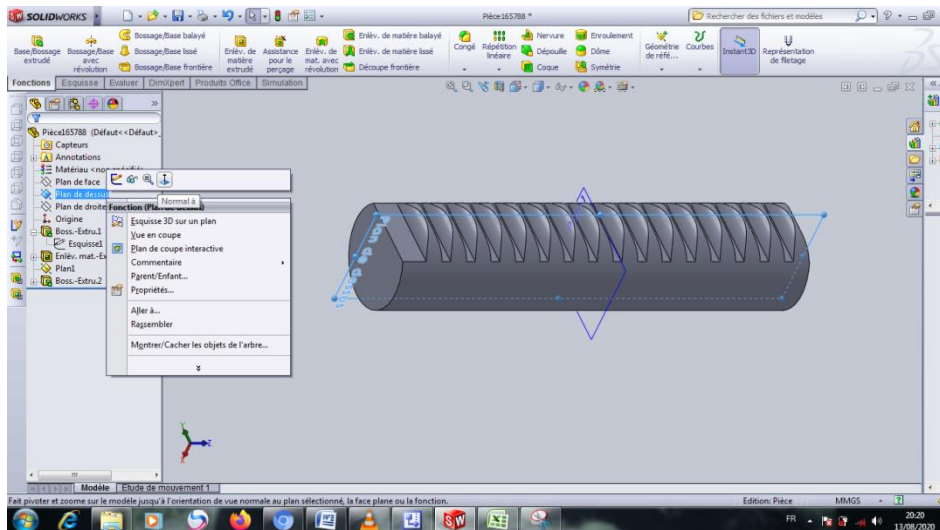 SOLIDWORKS
Pièce165788 *
Rechercher des fichiers et modèles
Base/Bossage extrudé
Bossage/Base avec révolution
Bossage/Base balayé
Bossage/Base lissé
Bossage/Base frontière
Enlèv. de matière extrudé
Assistance pour le perçage
Enlèv. de mat. avec révolution
Enlèv. de matière balayé
Enlèv. de matière lissé
Découpe frontière
Congé
Répétition linéaire
Nervure
Dépouille
Coque
Enroulement
Dôme
Symétrie
Géométrie de réfé...
Courbes
Instant3D
Représentation de filetage
Fonctions
Esquisse
Evaluer
DimXpert
Produits Office
Simulation
Pièce165788 (Défaut<<Défaut>_
Capteurs
Annotations
Plan de face
Plan de dessus
Plan de droite
Origine
Boss.-Extru.1
Esquisse1
Enlèv. mat.-Ex
Plan1
Boss.-Extru.2
Normal à
Esquisse 3D sur un plan
Vue en coupe
Plan de coupe interactive
Commentaire
Parent/Enfant...
Propriétés...
Aller à...
Rassembler
Montrer/Cacher les objets de l'arbre...
Plan de dessus
Z
Modèle
Etude de mouvement 1
Fait pivoter et zoome sur le modèle jusqu'à l'orientation de vue normale au plan sélectionné, la face plane ou la fonction.
Edition: Pièce
MMGS
FR
20:20
13/08/2020